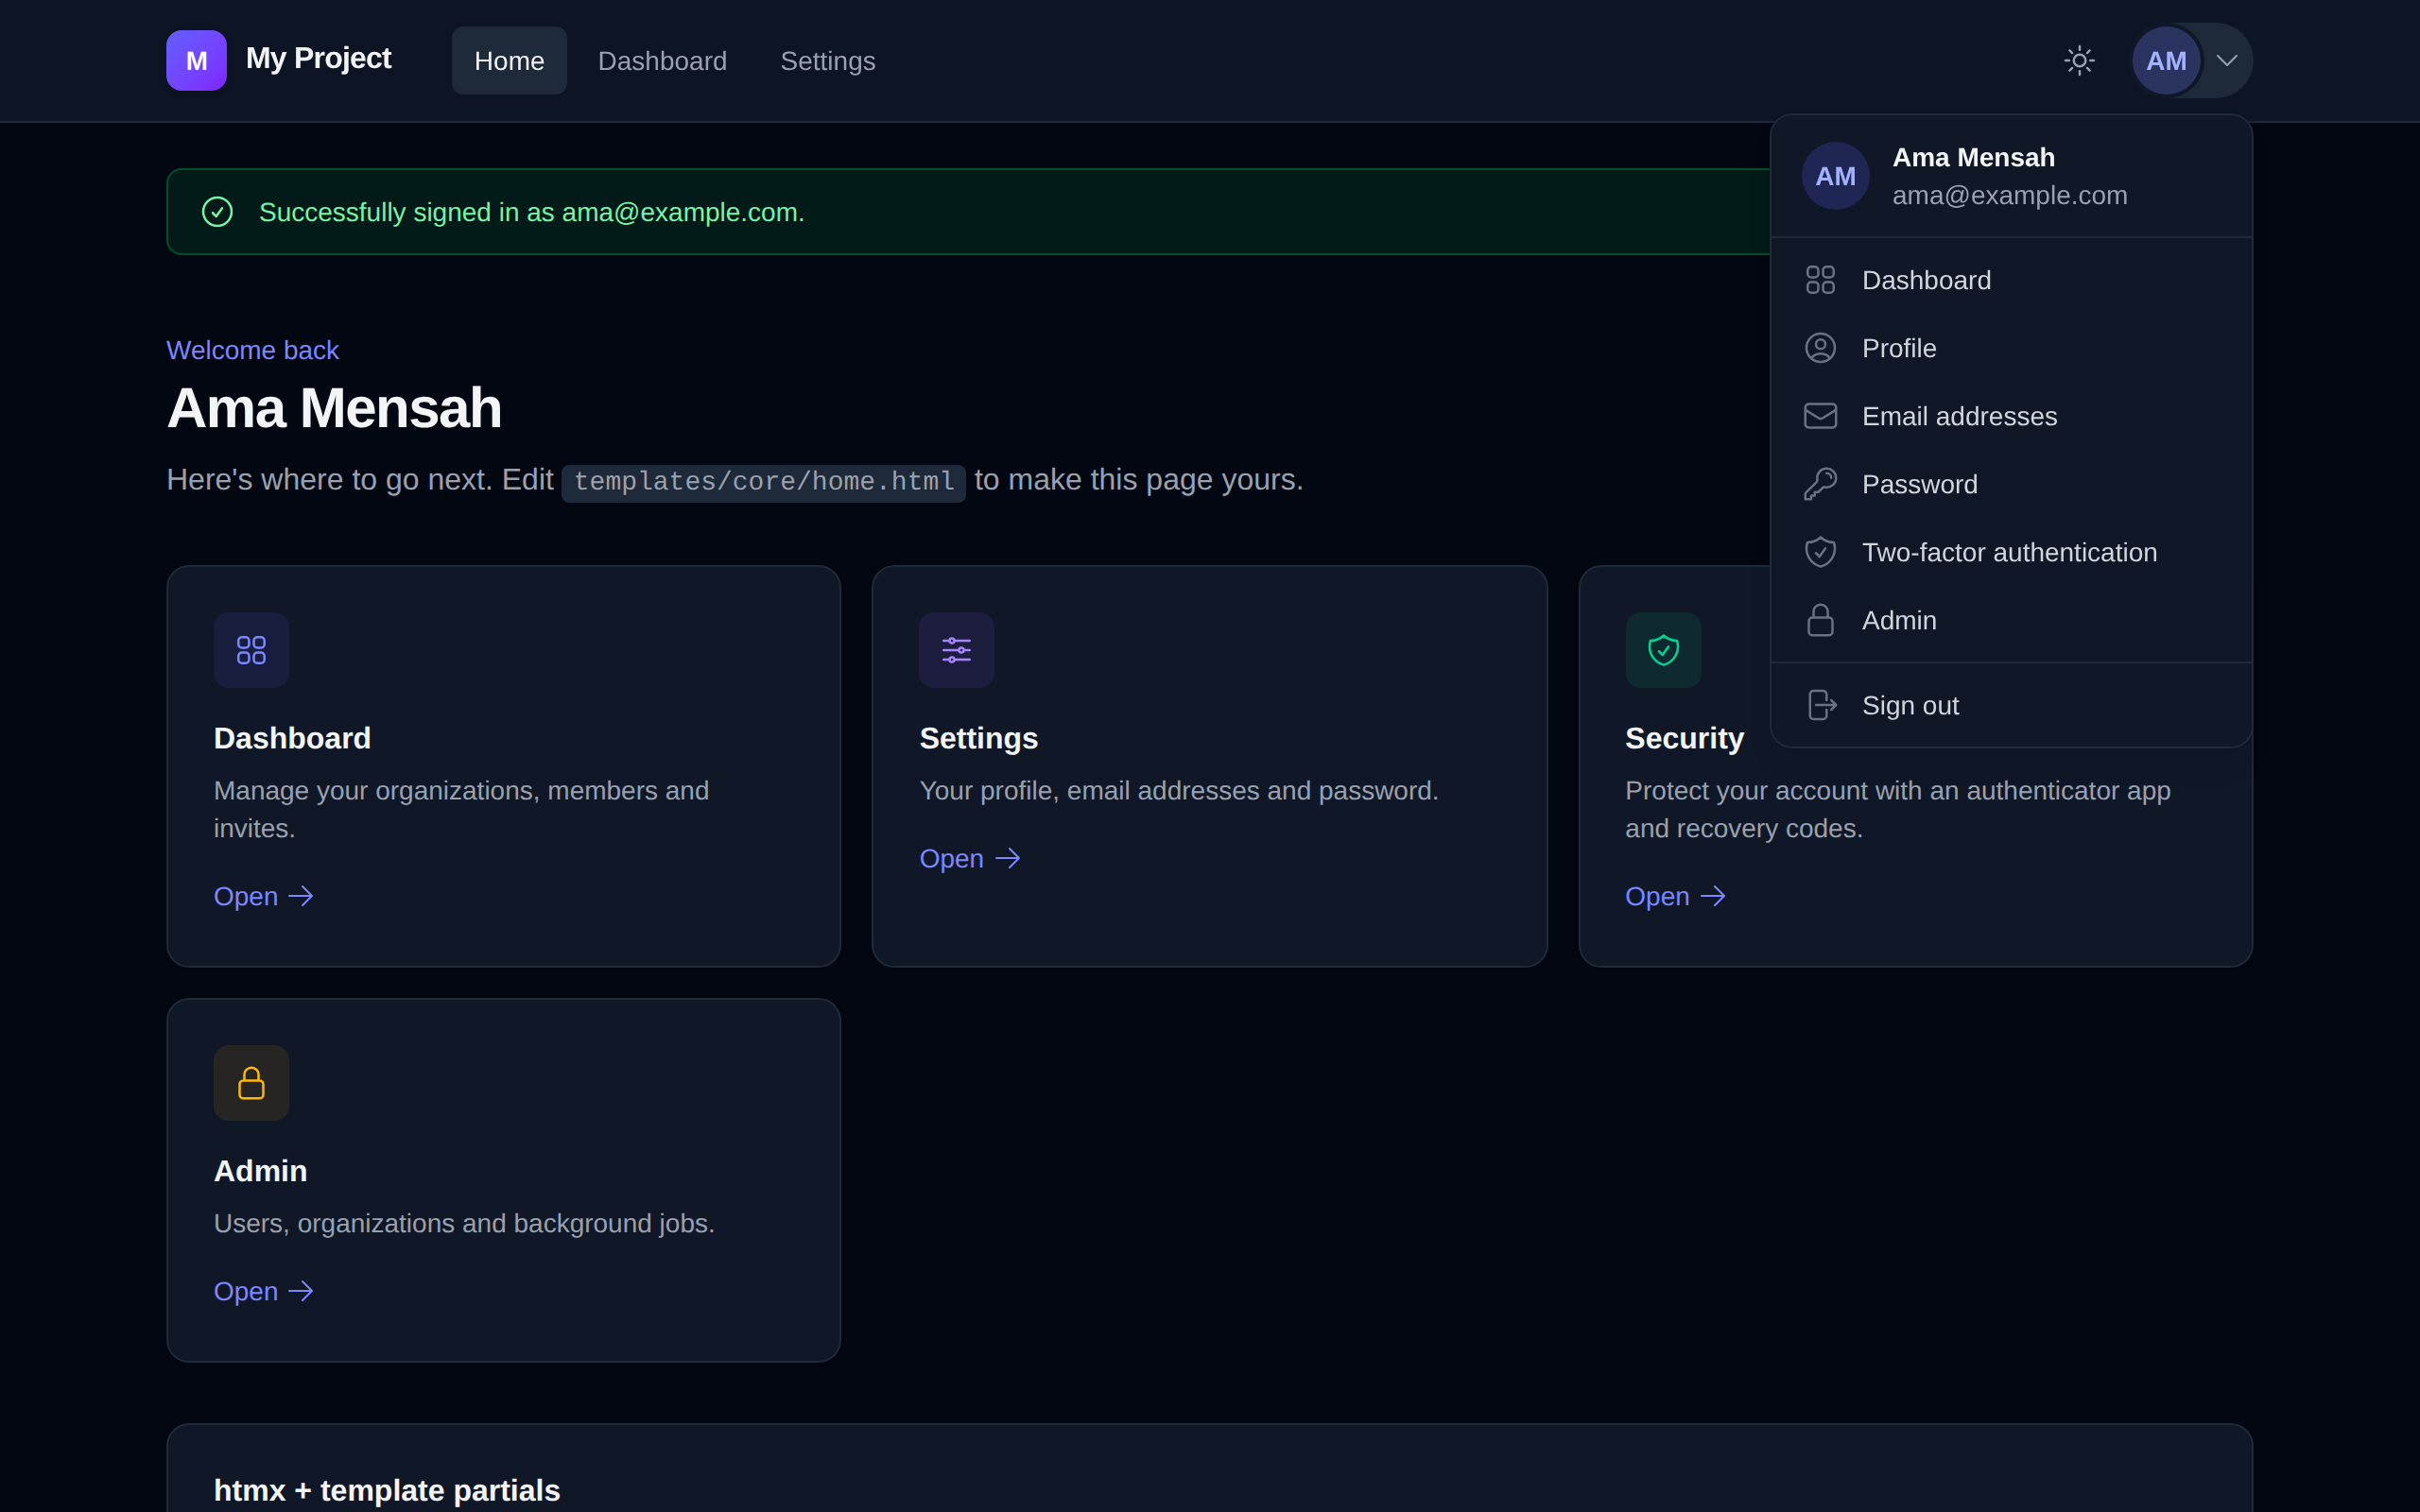 M My Project Home Dashboard Settings AM
AM Ama Mensah
ama@example.com
Dashboard
Profile
Email addresses
Password
Two-factor authentication
Admin
Sign out
Successfully signed in as ama@example.com.
Welcome back
Ama Mensah
Here's where to go next. Edit templates/core/home.html to make this page yours.
Dashboard
Manage your organizations, members and
invites.
Open
Settings
Your profile, email addresses and password.
Open
Security
Protect your account with an authenticator app
and recovery codes.
Open
Admin
Users, organizations and background jobs.
Open
htmx + template partials